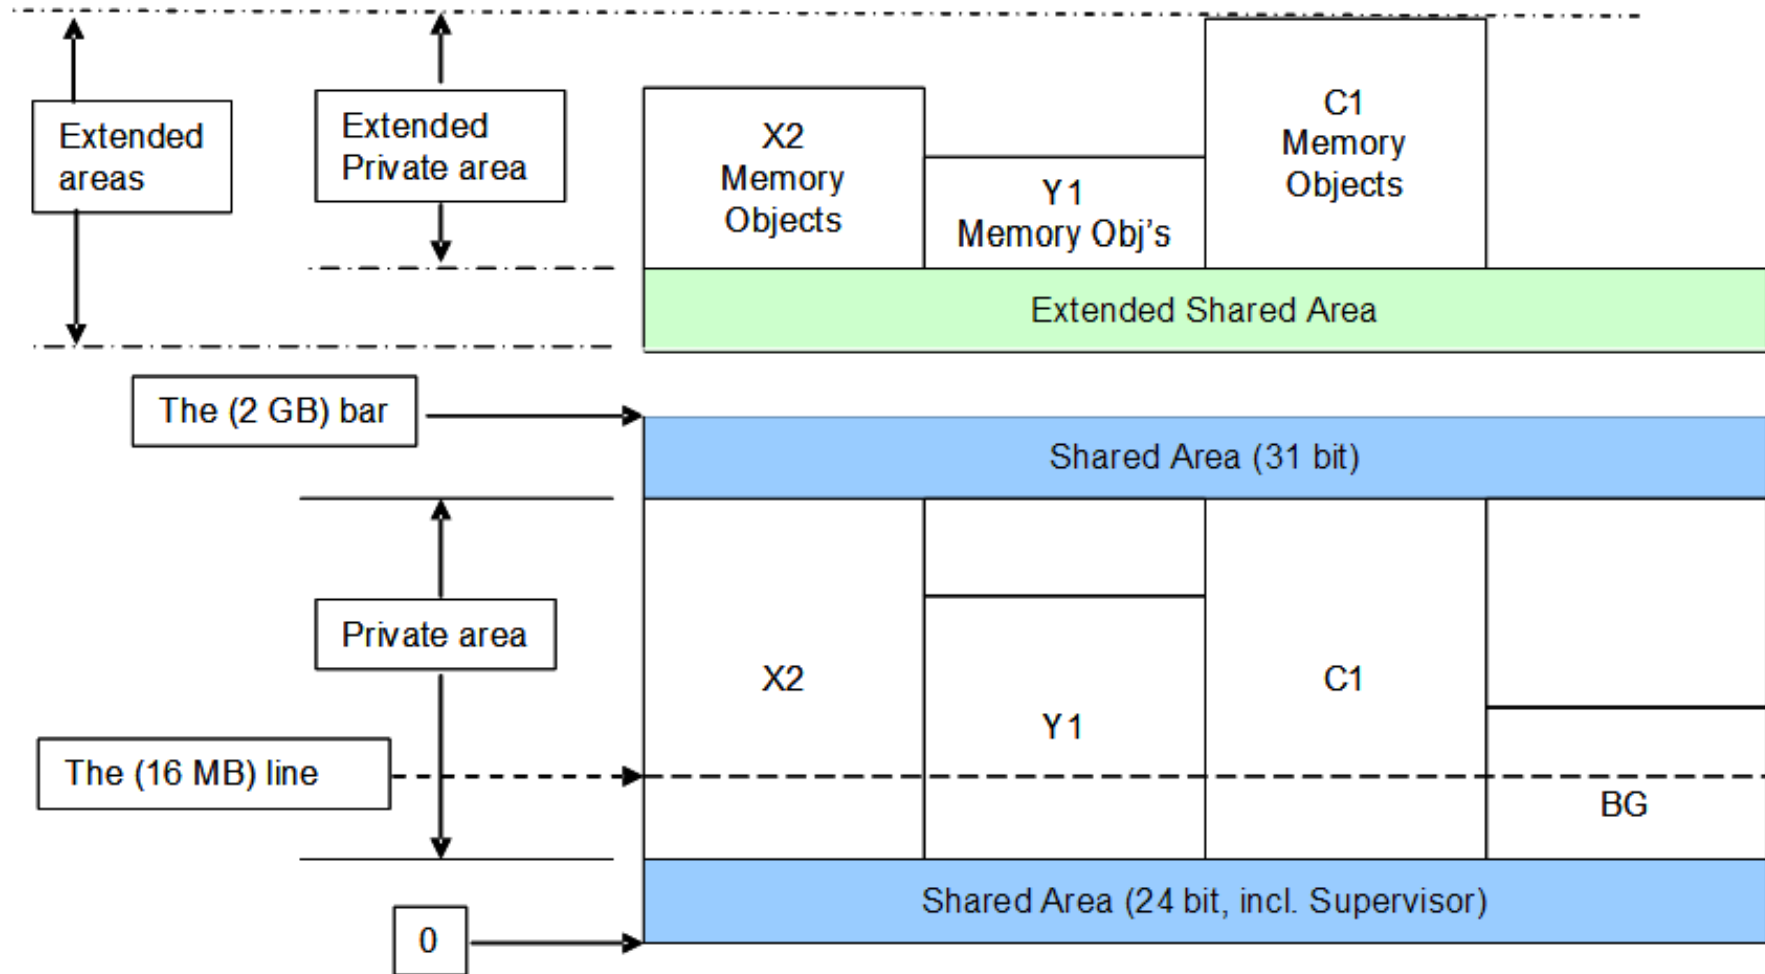 Extended
areas
Extended
Private area
X2
Memory
Objects
Y1
Memory Obj's
C1
Memory
Objects
Extended Shared Area
The (2 GB) bar
Shared Area (31 bit)
Private area
X2
Y1
C1
The (16 MB) line
BG
Shared Area (24 bit, incl. Supervisor)
0